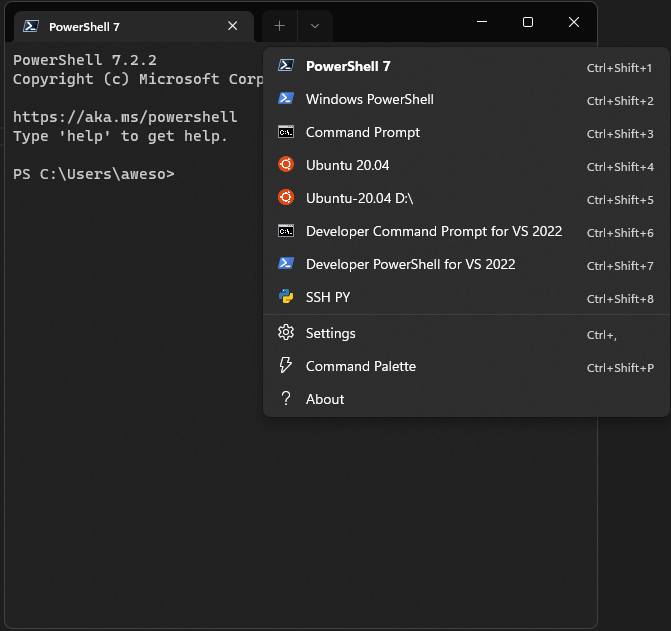 PowerShell 7
PowerShell 7.2.2
Copyright (c) Microsoft Corp
https://aka.ms/powershell
Type 'help' to get help.
PS C:\Users\aweso>
PowerShell 7 Ctrl+Shift+1
Windows PowerShell Ctrl+Shift+2
Command Prompt Ctrl+Shift+3
Ubuntu 20.04 Ctrl+Shift+4
Ubuntu-20.04 D:\ Ctrl+Shift+5
Developer Command Prompt for VS 2022 Ctrl+Shift+6
Developer PowerShell for VS 2022 Ctrl+Shift+7
SSH PY Ctrl+Shift+8
Settings Ctrl+,
Command Palette Ctrl+Shift+P
About